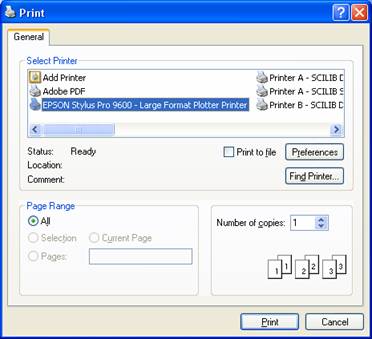 Print
General
Select Printer
Add Printer
Adobe PDF
EPSON Stylus Pro 9600 - Large Format Plotter Printer
Printer A - SCILIB D
Printer A - SCILIB S
Printer B - SCILIB D
Status: Ready
Location:
Comment:
Print to file
Preferences
Find Printer...
Page Range
All
Selection
Current Page
Pages:
Number of copies: 1
1 1 2 2 3 3
Print
Cancel